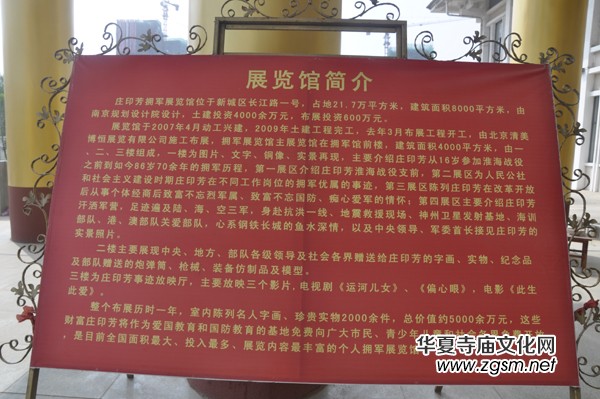 展览馆简介
庄印芳拥军展览馆位于新城区长江路一号，占地21.7万平方米，建筑面积8000平方米，由
南京规划设计院设计，土建投资4000余万元，布展投资600万元。
展览馆于2007年4月动工兴建，2009年土建工程完工，去年3月布展工程开工，由北京清美
博恒展览有限公司施工布展，拥军展览馆主展览馆在拥军馆前楼，建筑面积4000平方米，由一
、二、三楼组成，一楼为图片、文字、铜像、实景再现，主要介绍庄印芳从16岁参加淮海战役
之前到如今86岁70余年的拥军历程，第一展区介绍庄印芳淮海战役支前，第二展区为人民公社
和社会主义建设时期庄印芳在不同工作岗位的拥军优属的事迹，第三展区陈列庄印芳在改革开放
后从事个体经商后致富不忘烈军属、致富不忘国防、痴心爱军的情怀；第四展区主要介绍庄印芳
汗洒军营，足迹遍及陆、海、空三军，身赴抗洪一线、地震救援现场、神州卫星发射基地、海训
部队、港、澳部队关爱部队，心系钢铁长城的鱼水深情，以及中央领导、军委首长接见庄印芳的
实景照片。
二楼主要展现中央、地方、部队各级领导及社会各界赠送给庄印芳的字画、实物、纪念品
及部队赠送的炮弹筒、枪械、装备仿制品及模型。
三楼为庄印芳事迹放映厅，主要放映三个影片，电视剧《运河儿女》、《偏心眼》，电影《此生
此爱》。
整个布展历时一年，室内陈列名人字画、珍贵实物2000余件，总价值约5000余万元，这些
财富庄印芳将作为爱国教育和国防教育的基地免费向广大市民、青少年
，是目前全国面积最大、投入最多、展览内容最丰富的个人拥军展览馆
华夏寺庙文化网
www.zgsm.net